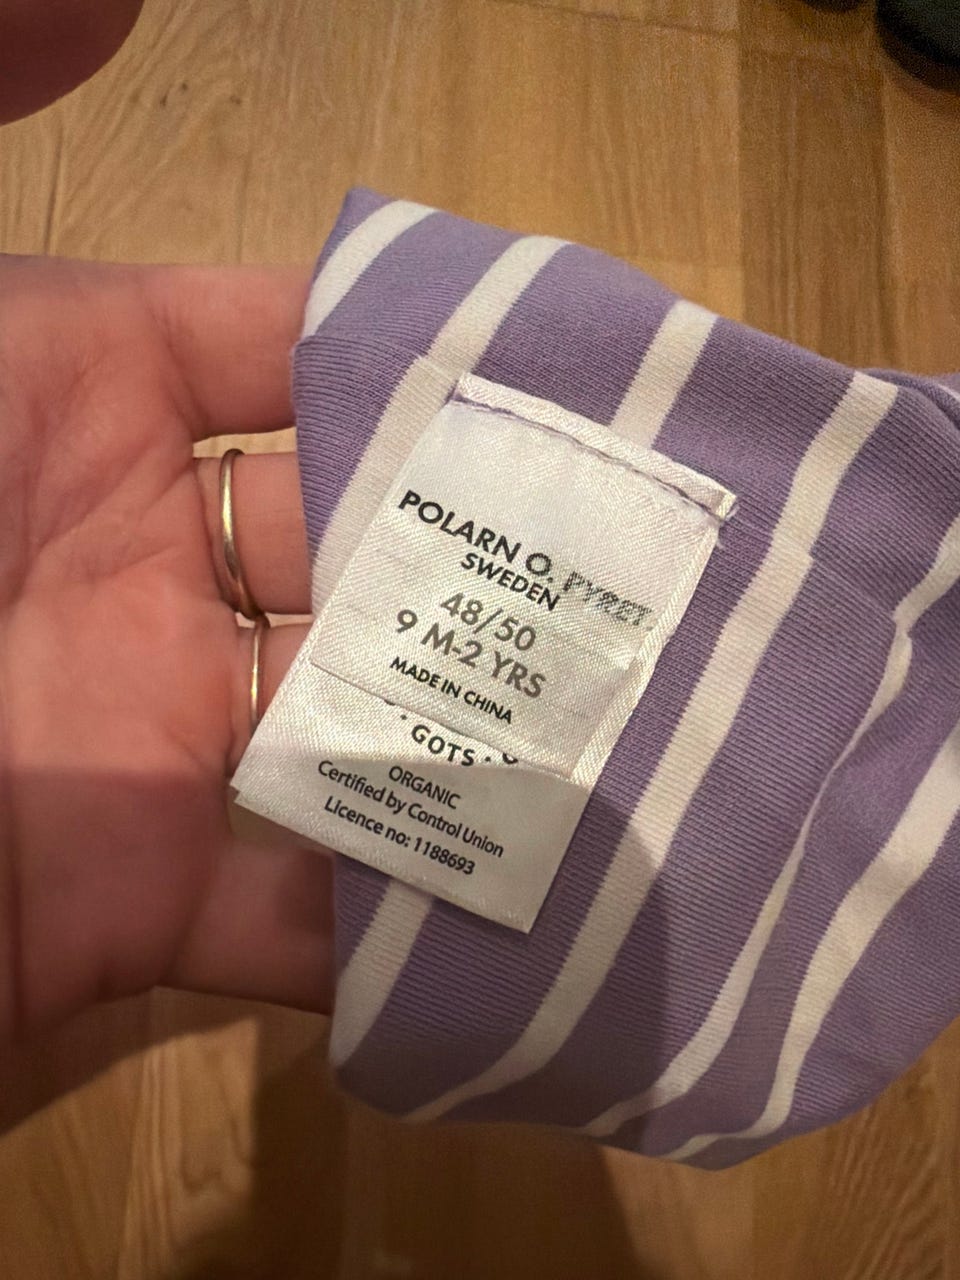 POLARN O. PYRET.
SWEDEN
48/50
9 M-2 YRS
MADE IN CHINA
· GOTS ·
ORGANIC
Certified by Control Union
Licence no: 1188693